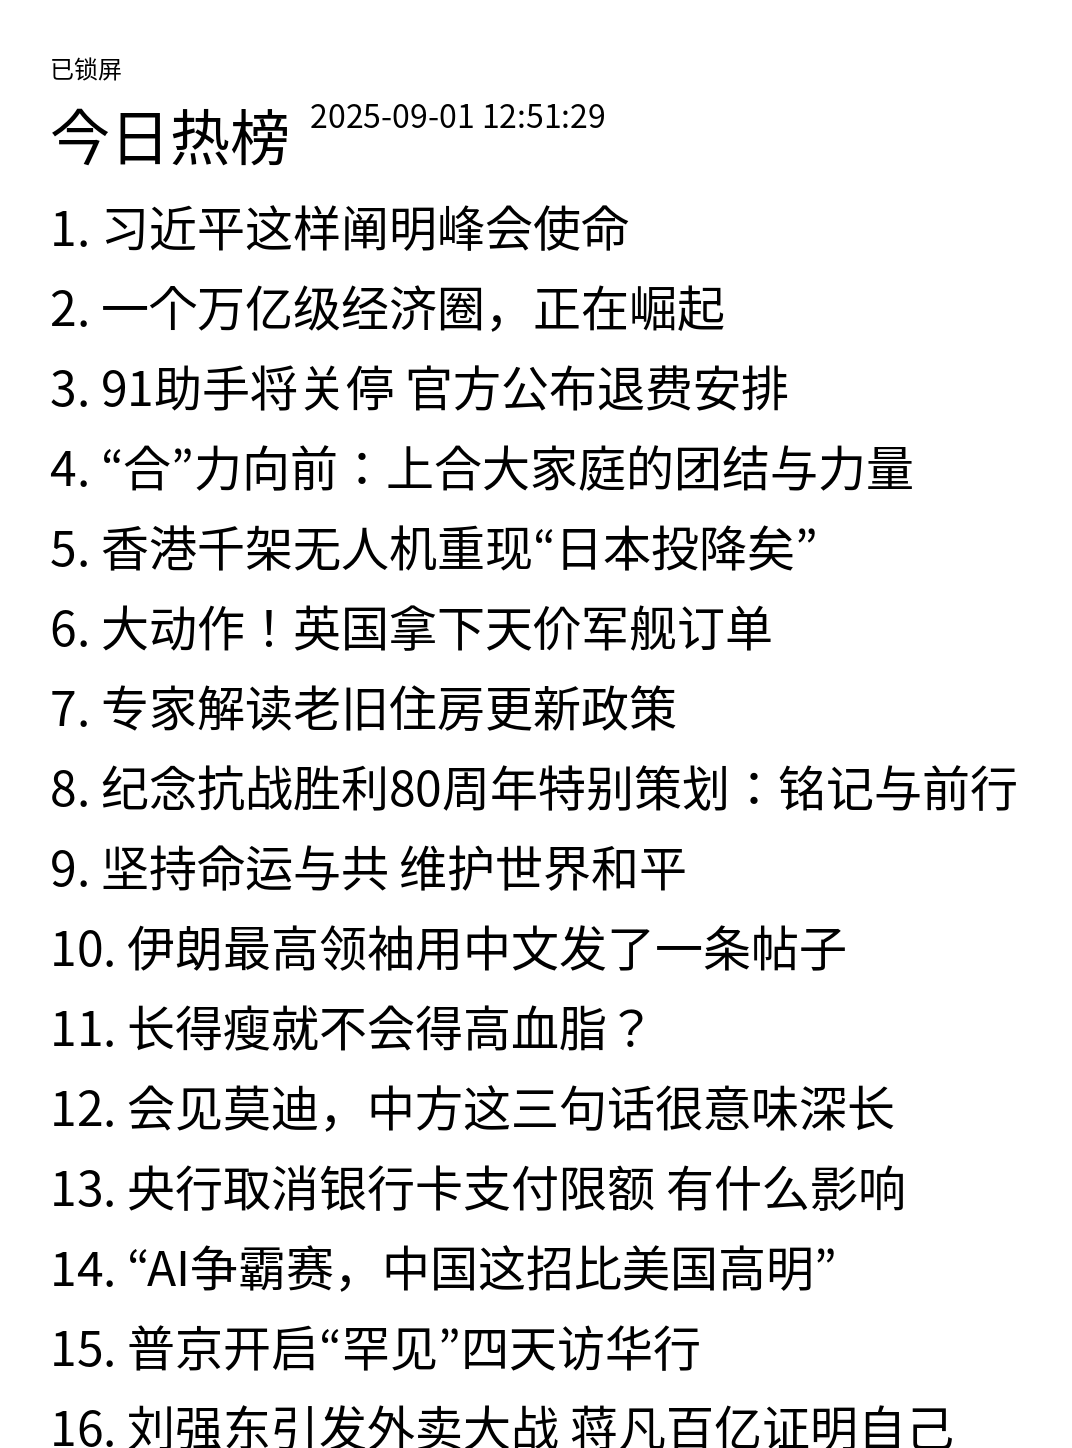 已锁屏
今日热榜 2025-09-01 12:51:29
1. 习近平这样阐明峰会使命
2. 一个万亿级经济圈，正在崛起
3. 91助手将关停 官方公布退费安排
4. “合”力向前：上合大家庭的团结与力量
5. 香港千架无人机重现“日本投降矣”
6. 大动作！英国拿下天价军舰订单
7. 专家解读老旧住房更新政策
8. 纪念抗战胜利80周年特别策划：铭记与前行
9. 坚持命运与共 维护世界和平
10. 伊朗最高领袖用中文发了一条帖子
11. 长得瘦就不会得高血脂？
12. 会见莫迪，中方这三句话很意味深长
13. 央行取消银行卡支付限额 有什么影响
14. “AI争霸赛，中国这招比美国高明”
15. 普京开启“罕见”四天访华行
16. 刘强东引发外卖大战 蒋凡百亿证明自己